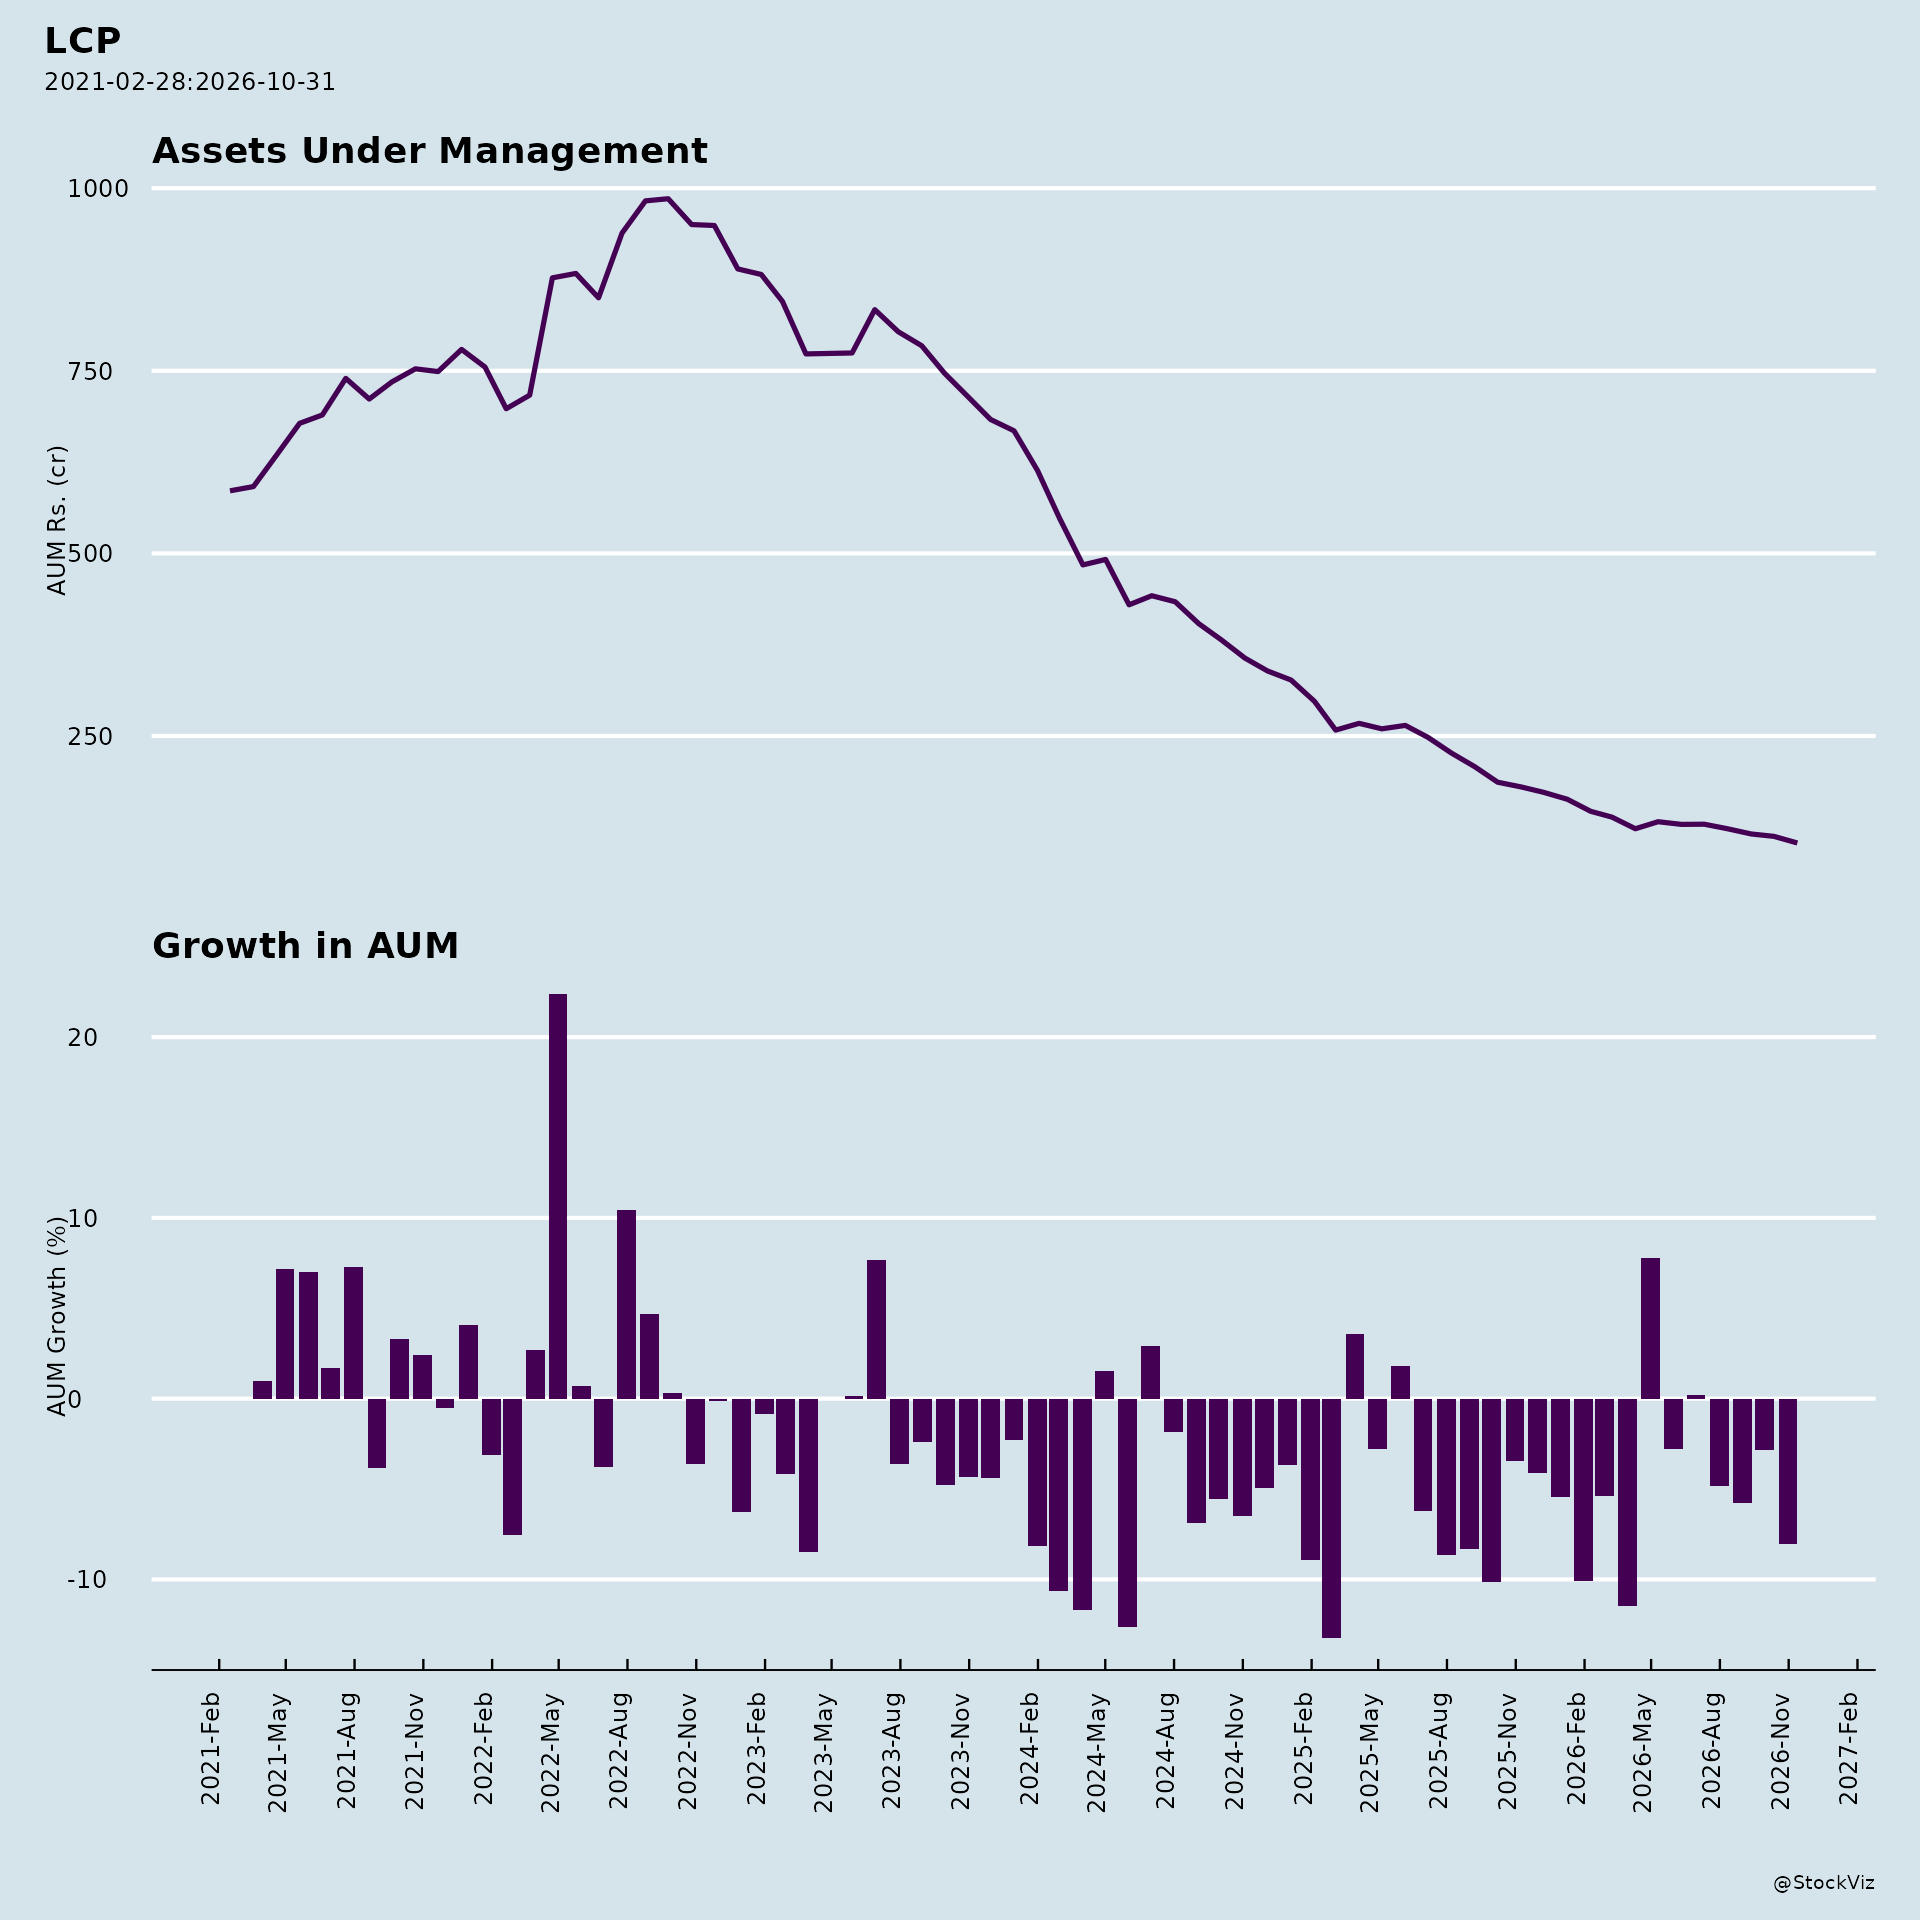 LCP
2021-02-28:2026-10-31
Assets Under Management
1000
750
500
250
AUM Rs. (cr)
Growth in AUM
20
10
0
-10
AUM Growth (%)
2021-Feb
2021-May
2021-Aug
2021-Nov
2022-Feb
2022-May
2022-Aug
2022-Nov
2023-Feb
2023-May
2023-Aug
2023-Nov
2024-Feb
2024-May
2024-Aug
2024-Nov
2025-Feb
2025-May
2025-Aug
2025-Nov
2026-Feb
2026-May
2026-Aug
2026-Nov
2027-Feb
@StockViz